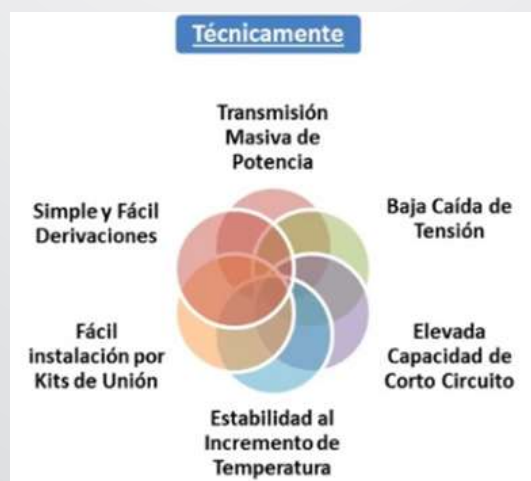 Técnicamente
Transmisión
Masiva de
Potencia
Baja Caída de
Tensión
Elevada
Capacidad de
Corto Circuito
Estabilidad al
Incremento de
Temperatura
Fácil
instalación por
Kits de Unión
Simple y Fácil
Derivaciones